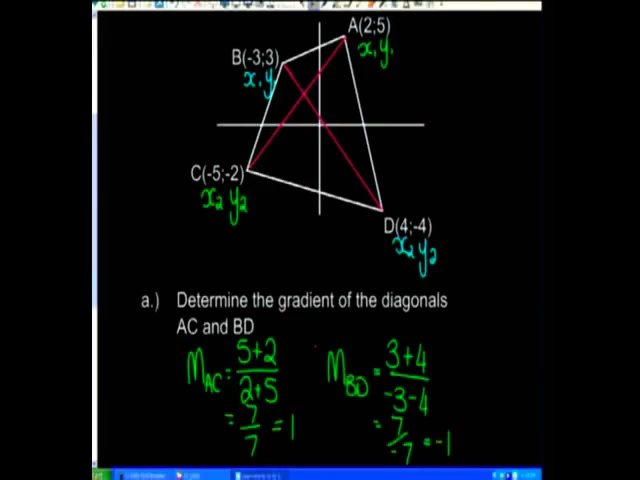 A(2;5)
x₁ y₁
B(-3;3)
x₁ y₁
C(-5;-2)
x₂ y₂
D(4;-4)
x₂ y₂
a.) Determine the gradient of the diagonals
AC and BD
M_AC = 5+2/2+5
= 7/7 = 1
M_BD = 3+4/-3-4
= 7/-7 = -1